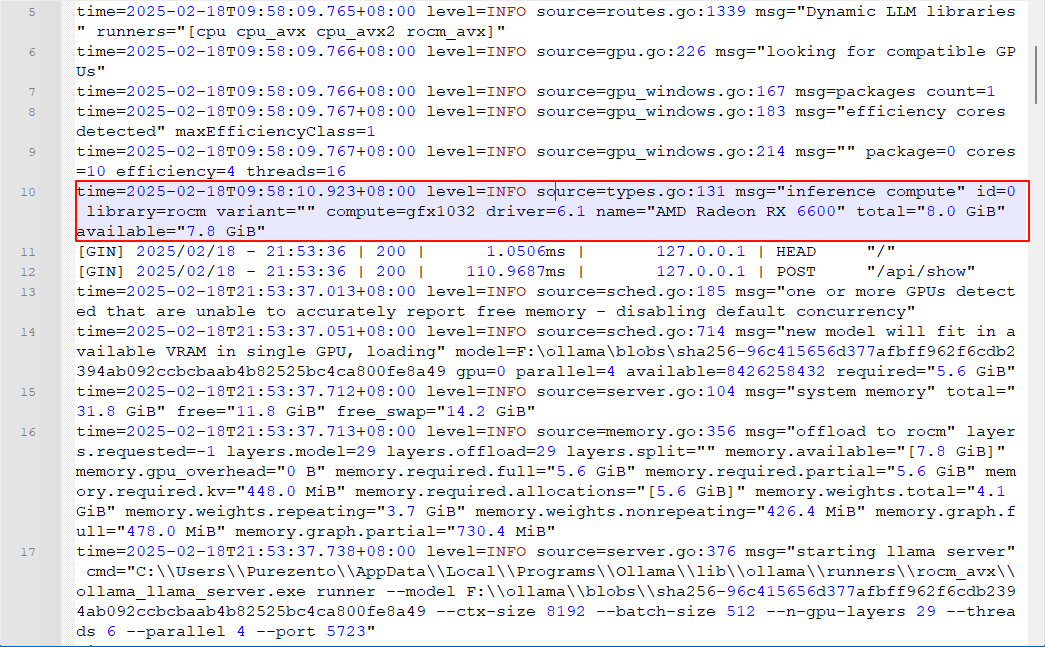 5 time=2025-02-18T09:58:09.765+08:00 level=INFO source=routes.go:1339 msg="Dynamic LLM libraries
" runners="[cpu cpu_avx cpu_avx2 rocm_avx]"
6 time=2025-02-18T09:58:09.766+08:00 level=INFO source=gpu.go:226 msg="looking for compatible GP
Us"
7 time=2025-02-18T09:58:09.766+08:00 level=INFO source=gpu_windows.go:167 msg=packages count=1
8 time=2025-02-18T09:58:09.767+08:00 level=INFO source=gpu_windows.go:183 msg="efficiency cores
detected" maxEfficiencyClass=1
9 time=2025-02-18T09:58:09.767+08:00 level=INFO source=gpu_windows.go:214 msg="" package=0 cores
=10 efficiency=4 threads=16
10 time=2025-02-18T09:58:10.923+08:00 level=INFO source=types.go:131 msg="inference compute" id=0
library=rocm variant="" compute=gfx1032 driver=6.1 name="AMD Radeon RX 6600" total="8.0 GiB"
available="7.8 GiB"
11 [GIN] 2025/02/18 - 21:53:36 | 200 | 1.0506ms | 127.0.0.1 | HEAD "/"
12 [GIN] 2025/02/18 - 21:53:36 | 200 | 110.9687ms | 127.0.0.1 | POST "/api/show"
13 time=2025-02-18T21:53:37.013+08:00 level=INFO source=sched.go:185 msg="one or more GPUs detect
ed that are unable to accurately report free memory - disabling default concurrency"
14 time=2025-02-18T21:53:37.051+08:00 level=INFO source=sched.go:714 msg="new model will fit in a
vailable VRAM in single GPU, loading" model=F:\ollama\blobs\sha256-96c415656d377afbff962f6cdb2
394ab092ccbcbaab4b82525bc4ca800fe8a49 gpu=0 parallel=4 available=8426258432 required="5.6 GiB"
15 time=2025-02-18T21:53:37.712+08:00 level=INFO source=server.go:104 msg="system memory" total="
31.8 GiB" free="11.8 GiB" free_swap="14.2 GiB"
16 time=2025-02-18T21:53:37.713+08:00 level=INFO source=memory.go:356 msg="offload to rocm" layer
s.requested=-1 layers.model=29 layers.offload=29 layers.split="" memory.available="[7.8 GiB]"
memory.gpu_overhead="0 B" memory.required.full="5.6 GiB" memory.required.partial="5.6 GiB" mem
ory.required.kv="448.0 MiB" memory.required.allocations="[5.6 GiB]" memory.weights.total="4.1
GiB" memory.weights.repeating="3.7 GiB" memory.weights.nonrepeating="426.4 MiB" memory.graph.f
ull="478.0 MiB" memory.graph.partial="730.4 MiB"
17 time=2025-02-18T21:53:37.738+08:00 level=INFO source=server.go:376 msg="starting llama server"
cmd="C:\\Users\\Purezento\\AppData\\Local\\Programs\\Ollama\\lib\\ollama\\runners\\rocm_avx\\
ollama_llama_server.exe runner --model F:\\ollama\\blobs\\sha256-96c415656d377afbff962f6cdb239
4ab092ccbcbaab4b82525bc4ca800fe8a49 --ctx-size 8192 --batch-size 512 --n-gpu-layers 29 --threa
ds 6 --parallel 4 --port 5723"